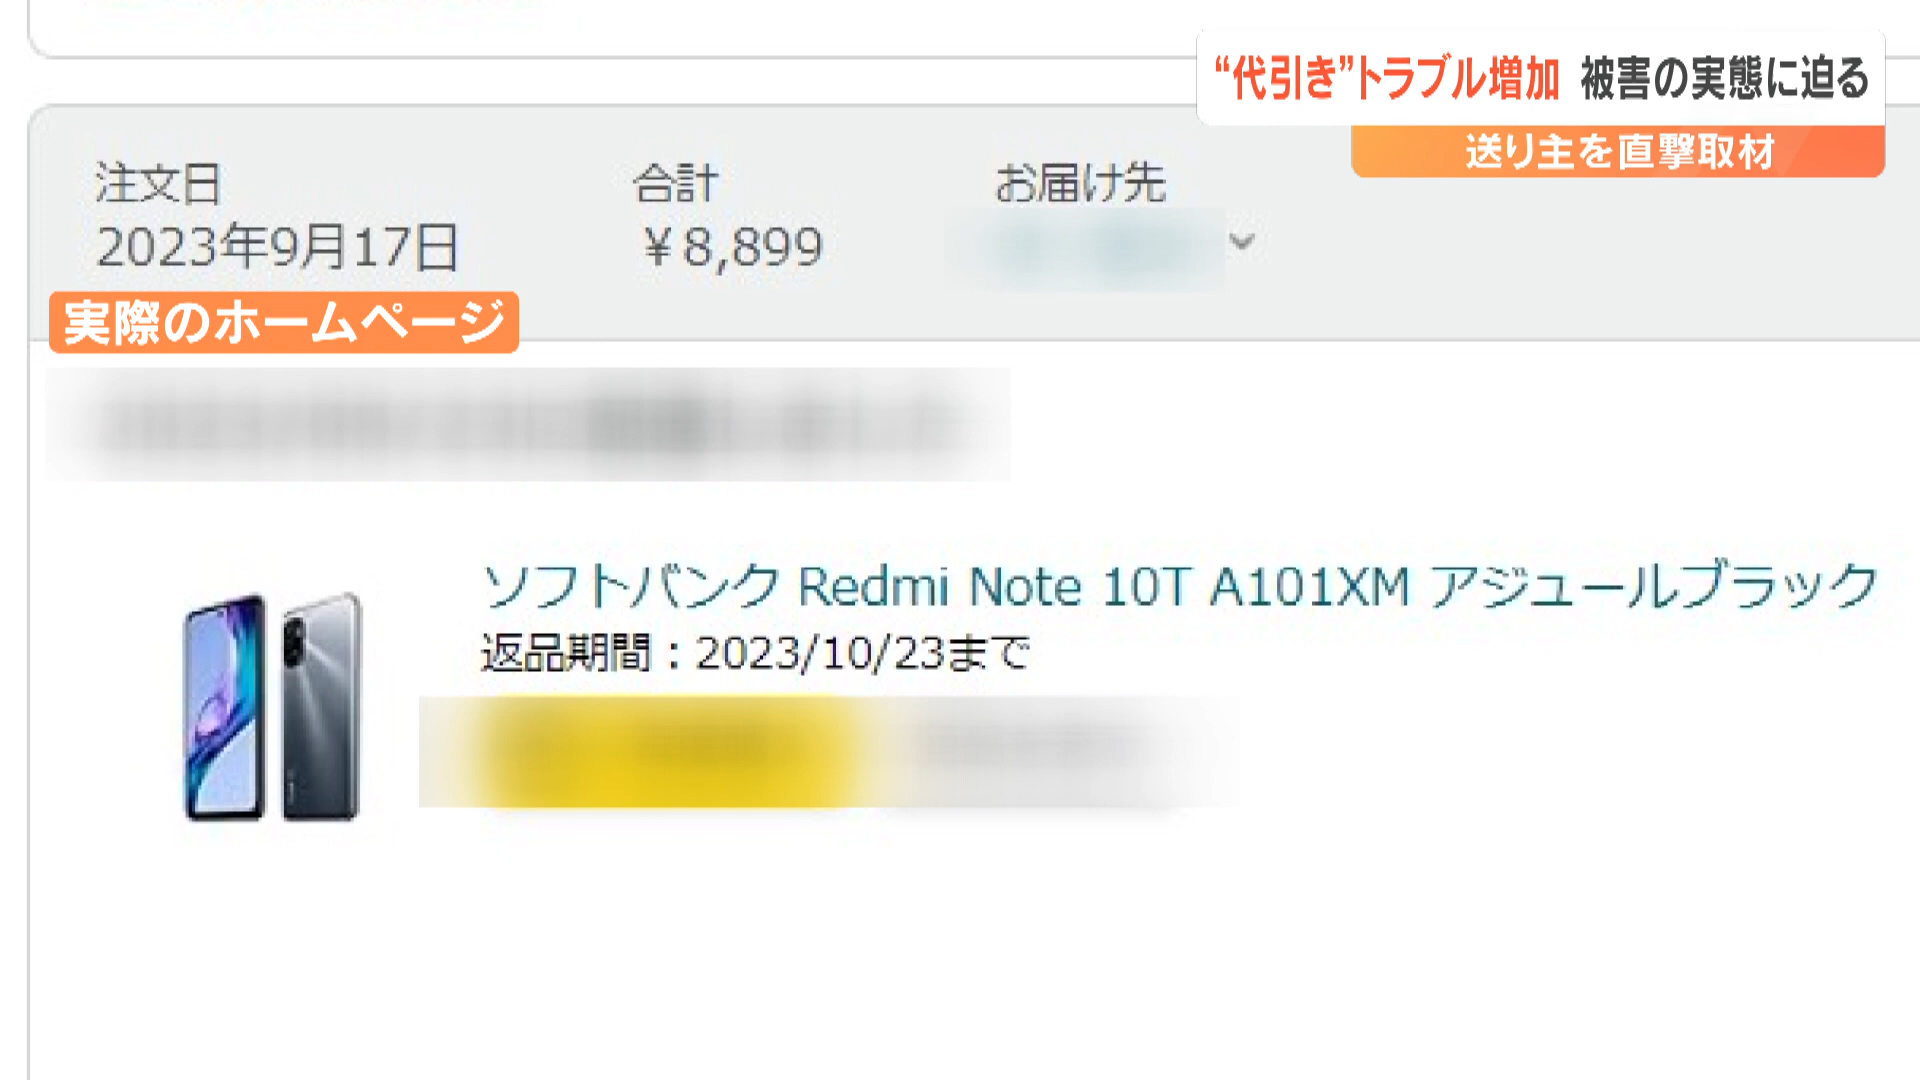 “代引き”トラブル増加 被害の実態に迫る
送り主を直撃取材
注文日
2023年9月17日
合計
￥8,899
お届け先
実際のホームページ
ソフトバンク Redmi Note 10T A101XM アジュールブラック
返品期間：2023/10/23まで